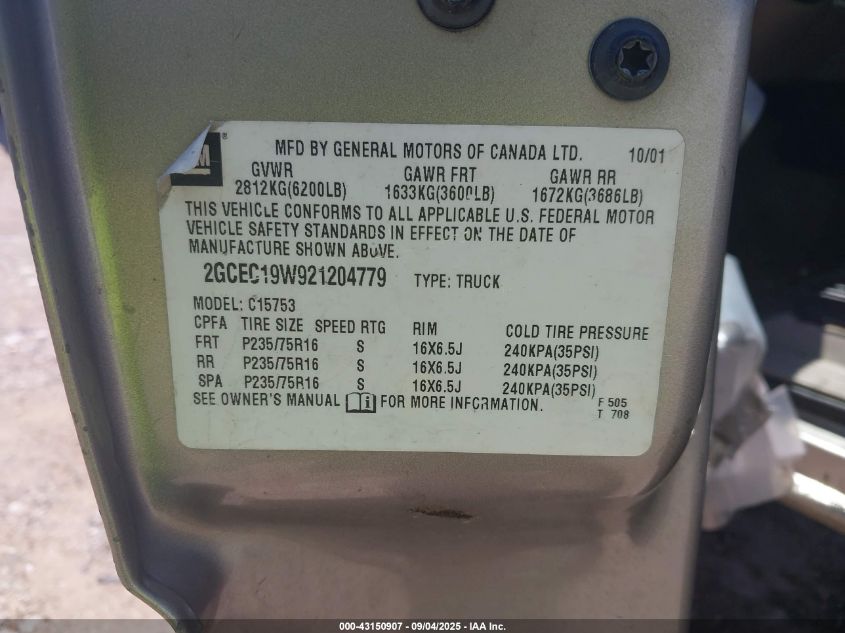 M ®
MFD BY GENERAL MOTORS OF CANADA LTD. 10/01
GVWR GAWR FRT GAWR RR
2812KG(6200LB) 1633KG(3600LB) 1672KG(3686LB)
THIS VEHICLE CONFORMS TO ALL APPLICABLE U.S. FEDERAL MOTOR
VEHICLE SAFETY STANDARDS IN EFFECT ON THE DATE OF
MANUFACTURE SHOWN ABOVE.
2GCEC19W921204779 TYPE: TRUCK
MODEL: C15753
CPFA TIRE SIZE SPEED RTG RIM COLD TIRE PRESSURE
FRT P235/75R16 S 16X6.5J 240KPA(35PSI)
RR P235/75R16 S 16X6.5J 240KPA(35PSI)
SPA P235/75R16 S 16X6.5J 240KPA(35PSI)
SEE OWNER'S MANUAL i FOR MORE INFORMATION.
F 505
T 708
000-43150907 - 09/04/2025 - IAA Inc.